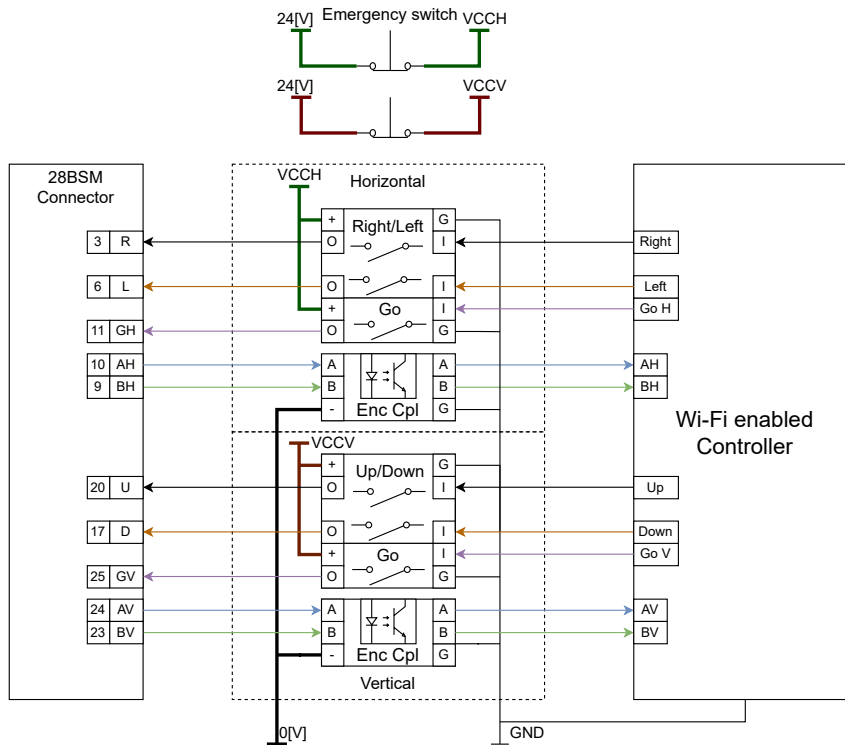 Emergency switch
24[V] VCCH
24[V] VCCV
28BSM
Connector
VCCH
Horizontal
+ Right/Left G
3 R O I Right
6 L O I Left
+ Go I Go H
11 GH O G
10 AH A A AH
9 BH B B BH
- Enc Cpl G
Wi-Fi enabled
Controller
VCCV
+ Up/Down G
20 U O I Up
17 D O I Down
+ Go I Go V
25 GV O G
24 AV A A AV
23 BV B B BV
- Enc Cpl G
Vertical
0[V] GND